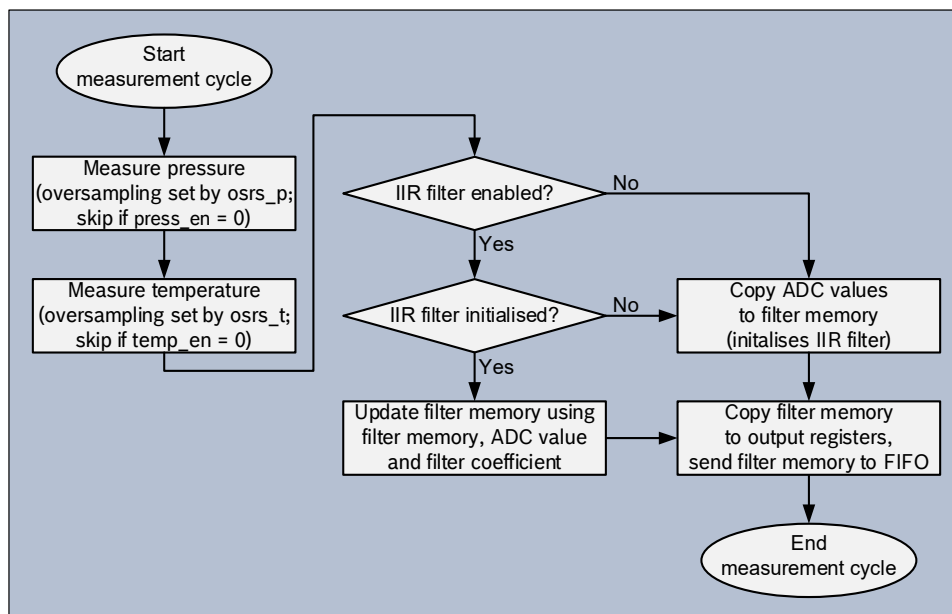 Start
measurement cycle
Measure pressure
(oversampling set by osrs_p;
skip if press_en = 0)
Measure temperature
(oversampling set by osrs_t;
skip if temp_en = 0)
IIR filter enabled?
No
Yes
IIR filter initialised?
No
Yes
Copy ADC values
to filter memory
(initalises IIR filter)
Update filter memory using
filter memory, ADC value
and filter coefficient
Copy filter memory
to output registers,
send filter memory to FIFO
End
measurement cycle